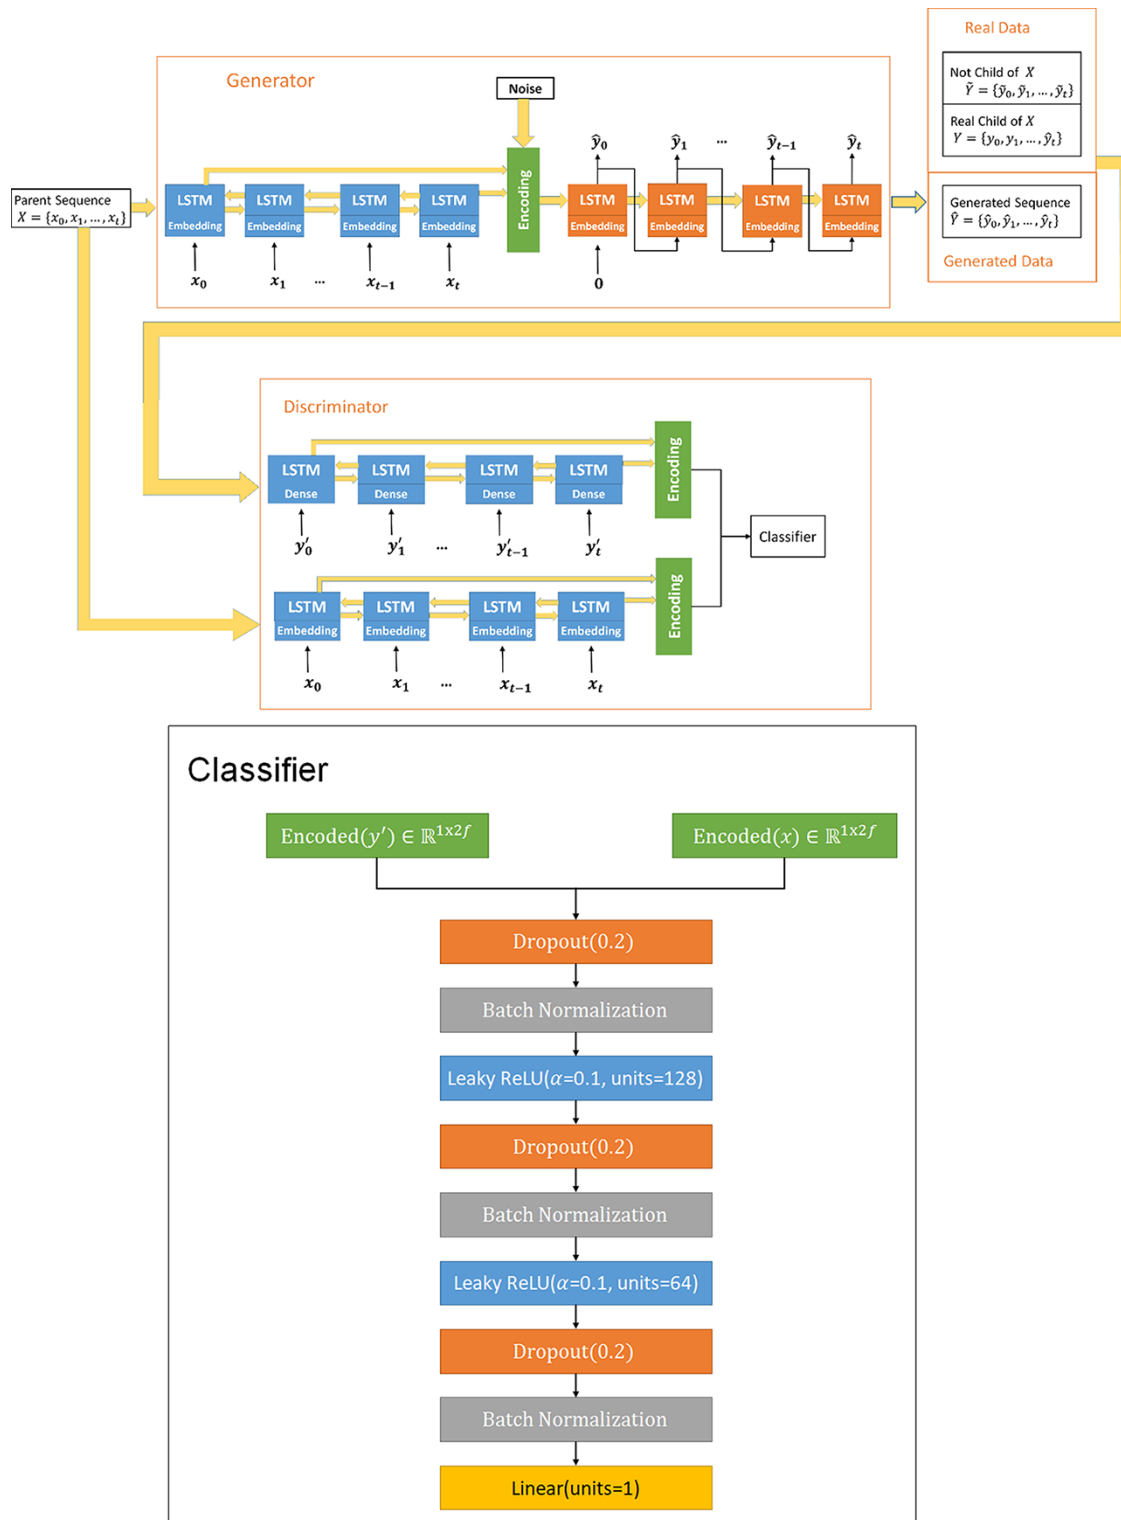 Real Data
Not Child of X
Ỹ = {ỹ₀, ỹ₁, ..., ỹₜ}
Real Child of X
Y = {y₀, y₁, ..., ŷₜ}
Generated Sequence
Ŷ = {ŷ₀, ŷ₁, ..., ŷₜ}
Generated Data
Generator
Noise
Parent Sequence
X = {x₀, x₁, ..., xₜ}
ŷ₀ ŷ₁ ... ŷₜ₋₁ ŷₜ
LSTM LSTM LSTM LSTM Encoding LSTM LSTM LSTM LSTM
Embedding Embedding Embedding Embedding Embedding Embedding Embedding Embedding
x₀ x₁ ... xₜ₋₁ xₜ 0
Discriminator
LSTM LSTM LSTM LSTM Encoding
Dense Dense Dense Dense
y′₀ y′₁ ... y′ₜ₋₁ y′ₜ
Classifier
LSTM LSTM LSTM LSTM Encoding
Embedding Embedding Embedding Embedding
x₀ x₁ ... xₜ₋₁ xₜ
Classifier
Encoded(y′) ∈ ℝ^{1x2f} Encoded(x) ∈ ℝ^{1x2f}
Dropout(0.2)
Batch Normalization
Leaky ReLU(α=0.1, units=128)
Dropout(0.2)
Batch Normalization
Leaky ReLU(α=0.1, units=64)
Dropout(0.2)
Batch Normalization
Linear(units=1)